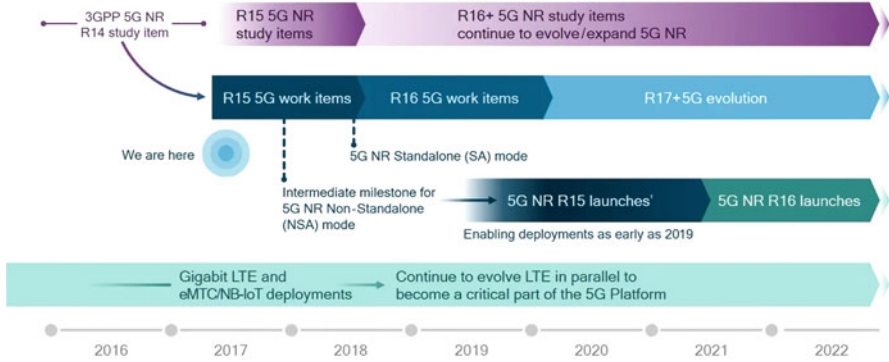 3GPP 5G NR
R14 study item
R15 5G NR
study items
R16+ 5G NR study items
continue to evolve/expand 5G NR
R15 5G work items
R16 5G work items
R17+5G evolution
We are here
5G NR Standalone (SA) mode
Intermediate milestone for
5G NR Non-Standalone
(NSA) mode
5G NR R15 launches¹
5G NR R16 launches
Enabling deployments as early as 2019
Gigabit LTE and
eMTC/NB-IoT deployments
Continue to evolve LTE in parallel to
become a critical part of the 5G Platform
2016 2017 2018 2019 2020 2021 2022